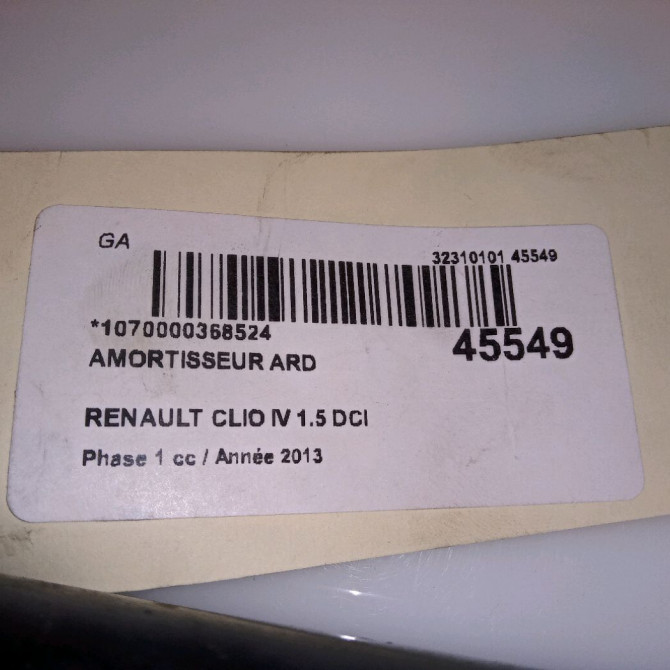 GA
32310101 45549
*1070000368524
45549
AMORTISSEUR ARD
RENAULT CLIO IV 1.5 DCI
Phase 1 cc / Année 2013